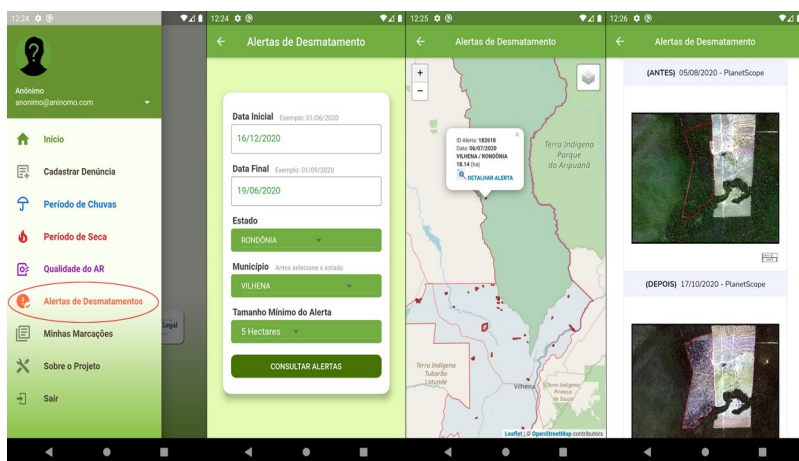 12:24
Anônimo
anonimo@aninomo.com
Início
Cadastrar Denúncia
Período de Chuvas
Período de Seca
Qualidade do AR
Alertas de Desmatamentos
Minhas Marcações
Sobre o Projeto
Sair
Legal
12:24
Alertas de Desmatamento
Data Inicial Exemplo: 01/06/2020
16/12/2020
Data Final Exemplo: 01/09/2020
19/06/2020
Estado
RONDÔNIA
Município Antes selecione o estado
VILHENA
Tamanho Mínimo do Alerta
5 Hectares
CONSULTAR ALERTAS
12:25
Alertas de Desmatamento
+
−
×
ID Alerta: 182618
Data: 06/07/2020
VILHENA / RONDÔNIA
18.14 (ha)
DETALHAR ALERTA
Terra Indígena
Parque
do Aripuanã
Terra Indígena
Tubarão
Latunde
Vilhena
Terra Indígena
Pirineus
de Souza
Leaflet | © OpenStreetMap contributors
12:26
Alertas de Desmatamento
(ANTES) 05/08/2020 - PlanetScope
(DEPOIS) 17/10/2020 - PlanetScope